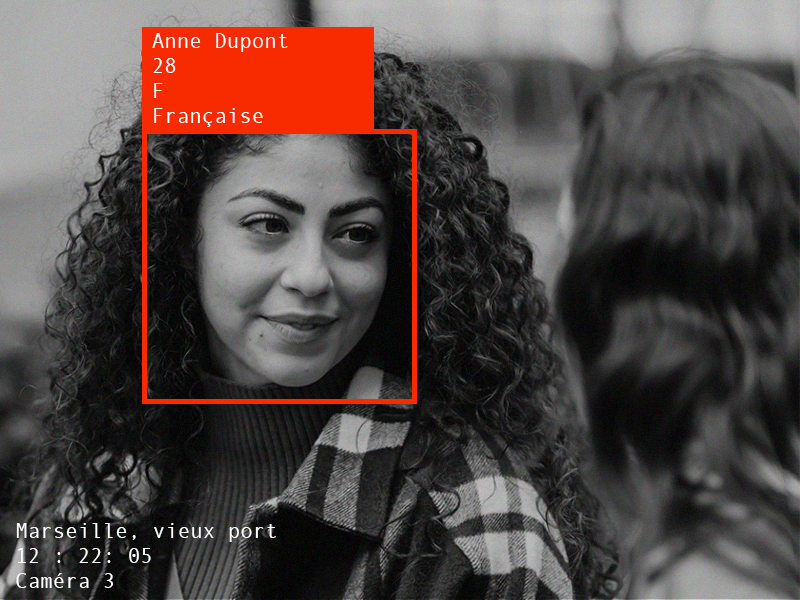 Anne Dupont
28
F
Française
Marseille, vieux port
12 : 22: 05
Caméra 3